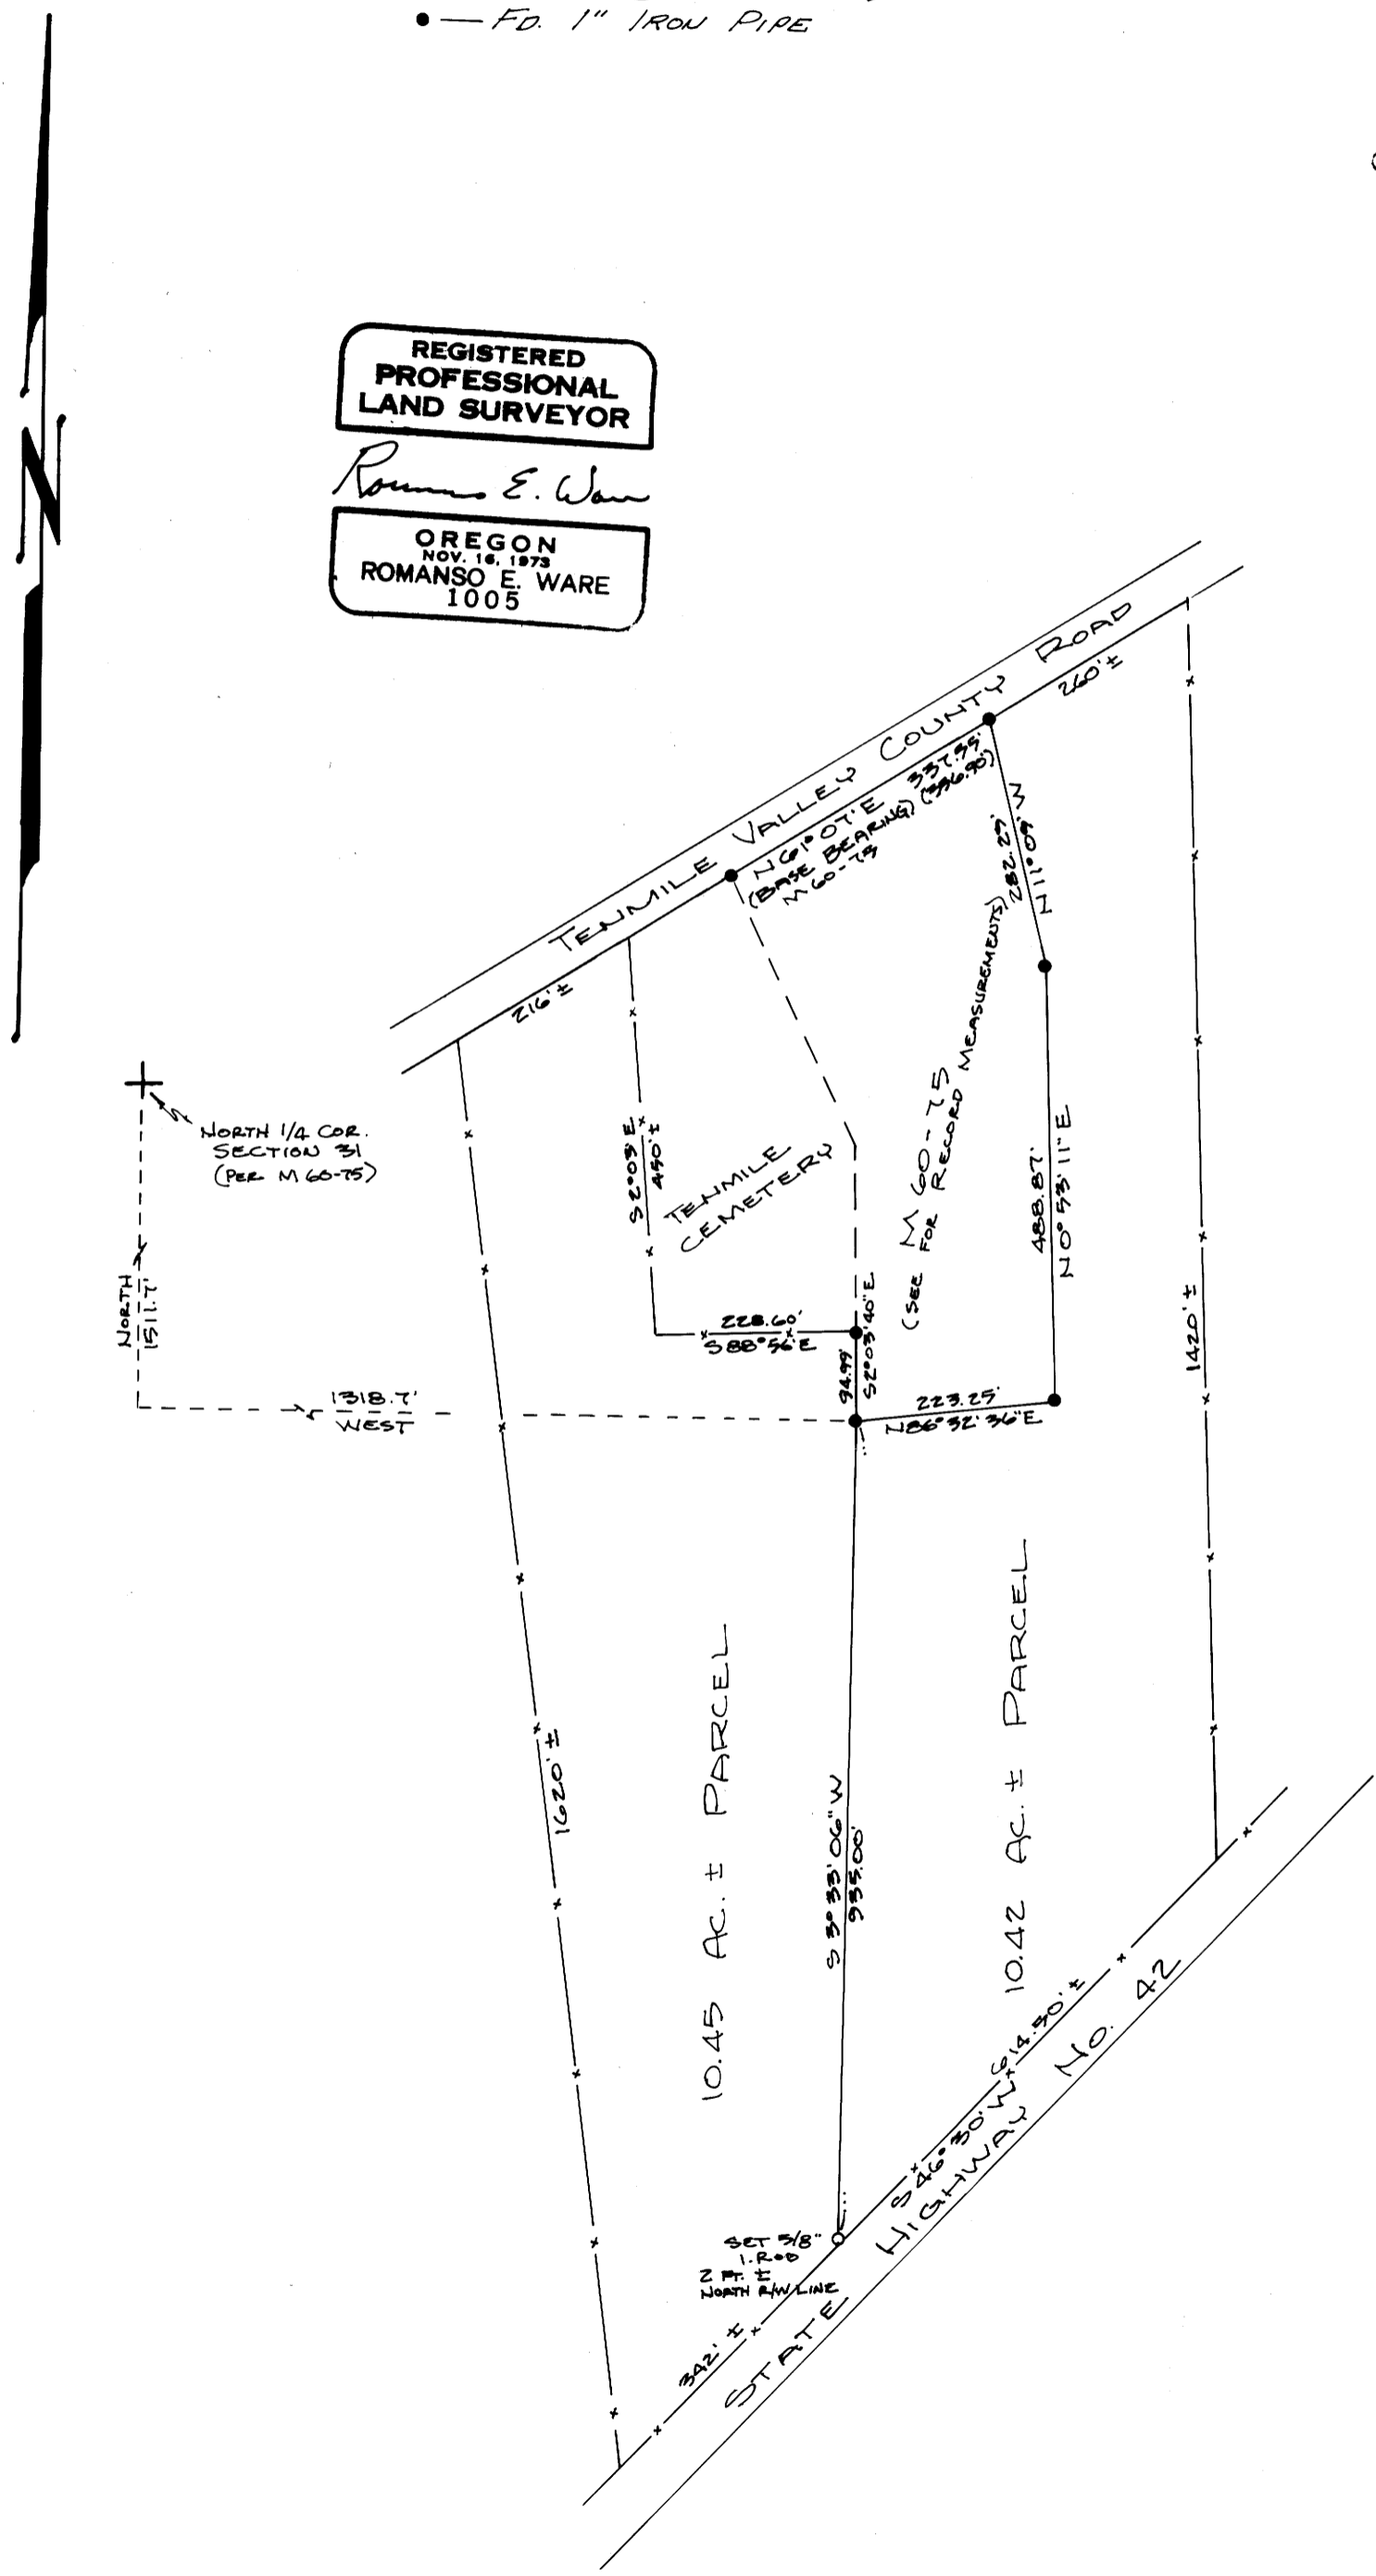 ● — FD. 1" IRON PIPE
N
REGISTERED
PROFESSIONAL
LAND SURVEYOR
Romanso E. Ware
OREGON
NOV. 16, 1973
ROMANSO E. WARE
1005
TENMILE VALLEY COUNTY ROAD
260'±
N61°07'E 337.35'
(BASE BEARING) (336.90')
M 60-75
216'±
282.29'
N11°09'W
NORTH 1/4 COR.
SECTION 31
(PER M 60-75)
S2°03'E
450'±
TENMILE
CEMETERY
(SEE M 60-75
FOR RECORD MEASUREMENTS)
488.87'
N0°53'11"E
NORTH
1511.7'
228.60'
S88°56'E
94.99'
S2°03'40"E
1420'±
1318.7'
WEST
223.25'
N86°32'36"E
1620'±
10.45 AC. ± PARCEL
S3°33'06"W
935.00'
10.42 AC. ± PARCEL
S46°30'W 614.50'±
STATE HIGHWAY NO. 42
SET 5/8"
I. ROD
2 FT. ±
NORTH R/W LINE
342'±